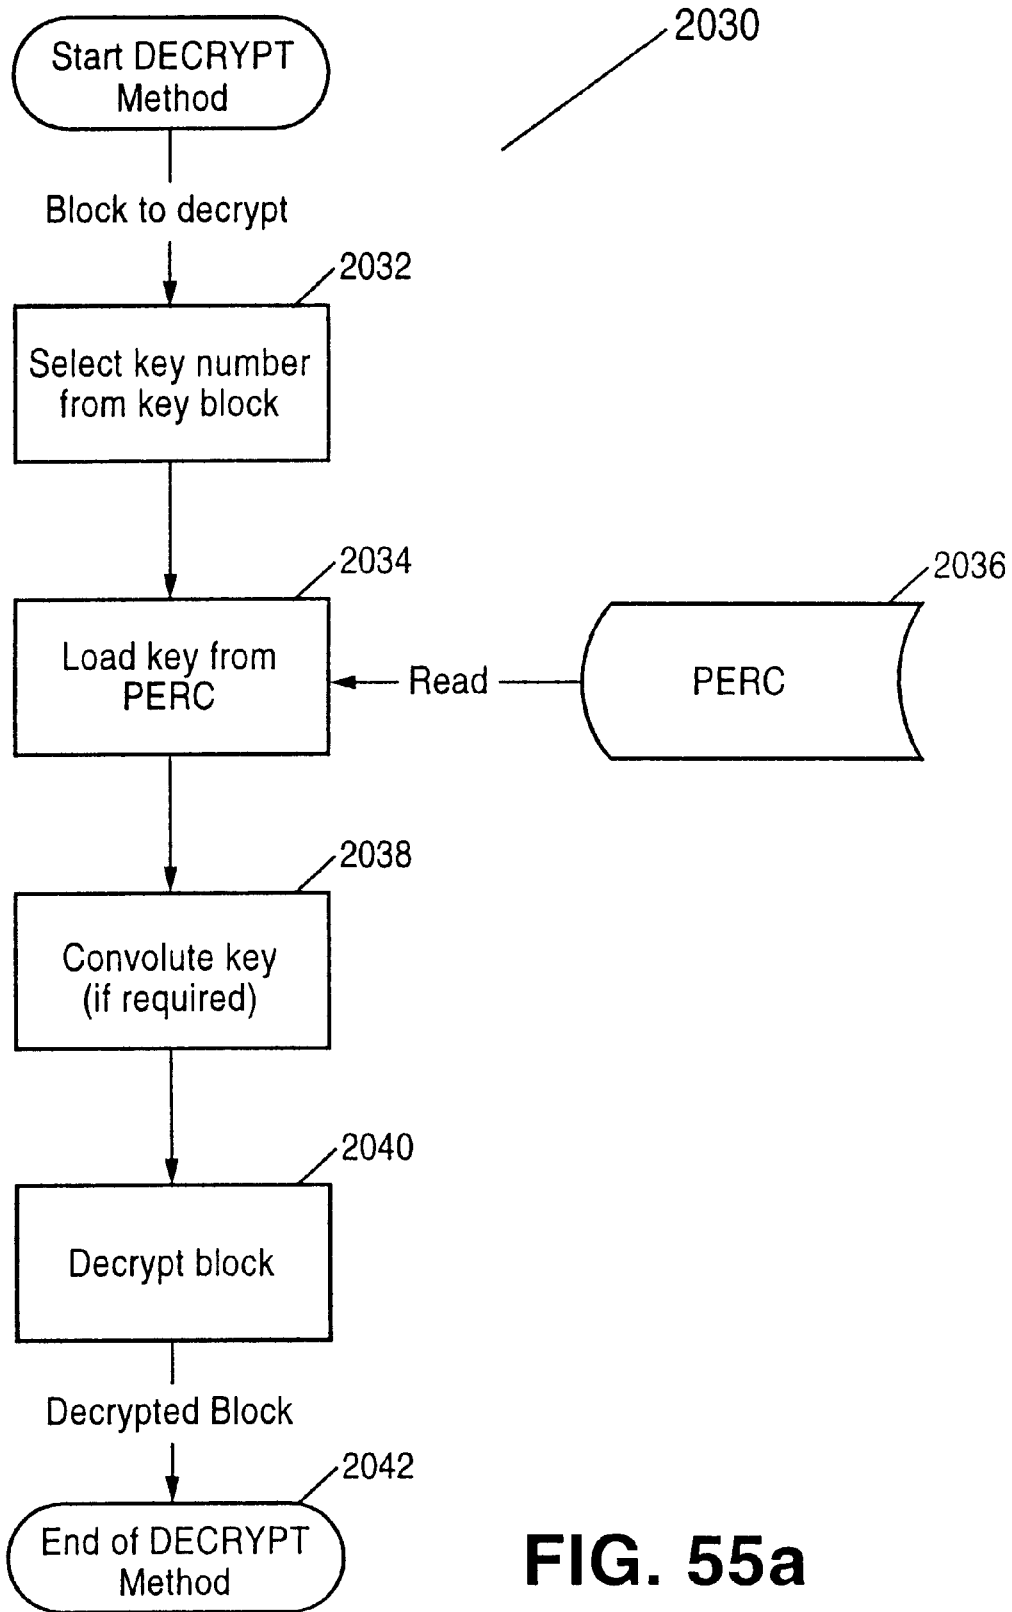 2030
Start DECRYPT
Method
Block to decrypt
2032
Select key number
from key block
2034
Load key from
PERC
Read
2036
PERC
2038
Convolute key
(if required)
2040
Decrypt block
Decrypted Block
2042
End of DECRYPT
Method
FIG. 55a